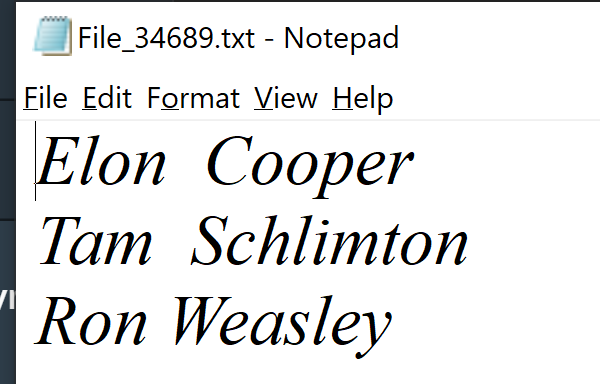 File_34689.txt - Notepad
File Edit Format View Help
Elon  Cooper
Tam  Schlimton
Ron Weasley